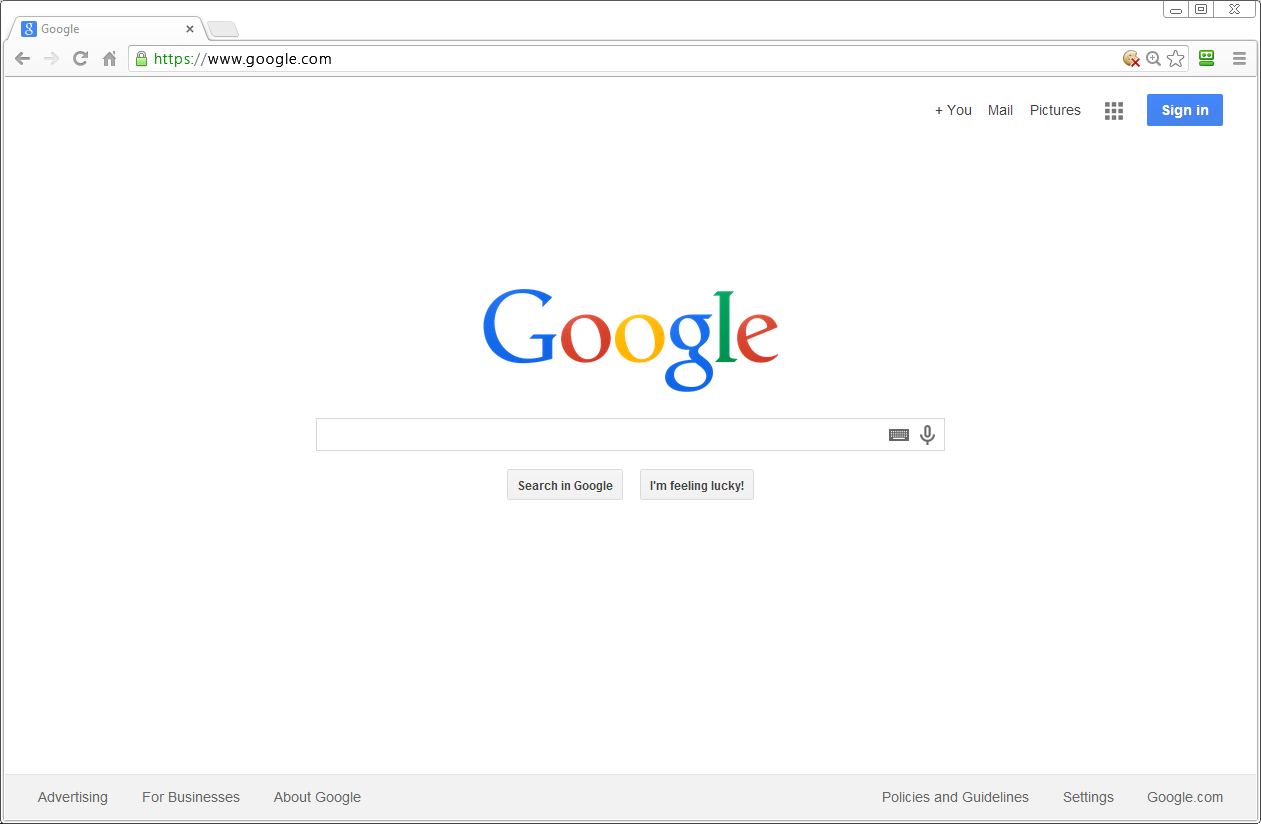 Google
https://www.google.com
+ You Mail Pictures Sign in
Google
Search in Google I'm feeling lucky!
Advertising For Businesses About Google Policies and Guidelines Settings Google.com